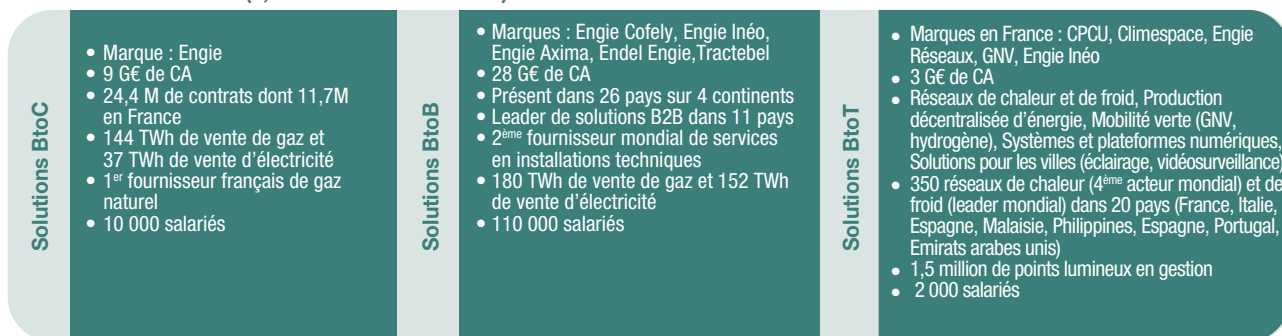 Solutions BtoC
• Marque : Engie
• 9 G€ de CA
• 24,4 M de contrats dont 11,7M
en France
• 144 TWh de vente de gaz et
37 TWh de vente d’électricité
• 1er fournisseur français de gaz
naturel
• 10 000 salariés
Solutions BtoB
• Marques : Engie Cofely, Engie Inéo,
Engie Axima, Endel Engie,Tractebel
• 28 G€ de CA
• Présent dans 26 pays sur 4 continents
• Leader de solutions B2B dans 11 pays
• 2ème fournisseur mondial de services
en installations techniques
• 180 TWh de vente de gaz et 152 TWh
de vente d’électricité
• 110 000 salariés
Solutions BtoT
• Marques en France : CPCU, Climespace, Engie
Réseaux, GNV, Engie Inéo
• 3 G€ de CA
• Réseaux de chaleur et de froid, Production
décentralisée d’énergie, Mobilité verte (GNV,
hydrogène), Systèmes et plateformes numériques,
Solutions pour les villes (éclairage, vidéosurveillance)
• 350 réseaux de chaleur (4ème acteur mondial) et de
froid (leader mondial) dans 20 pays (France, Italie,
Espagne, Malaisie, Philippines, Espagne, Portugal,
Emirats arabes unis)
• 1,5 million de points lumineux en gestion
• 2 000 salariés